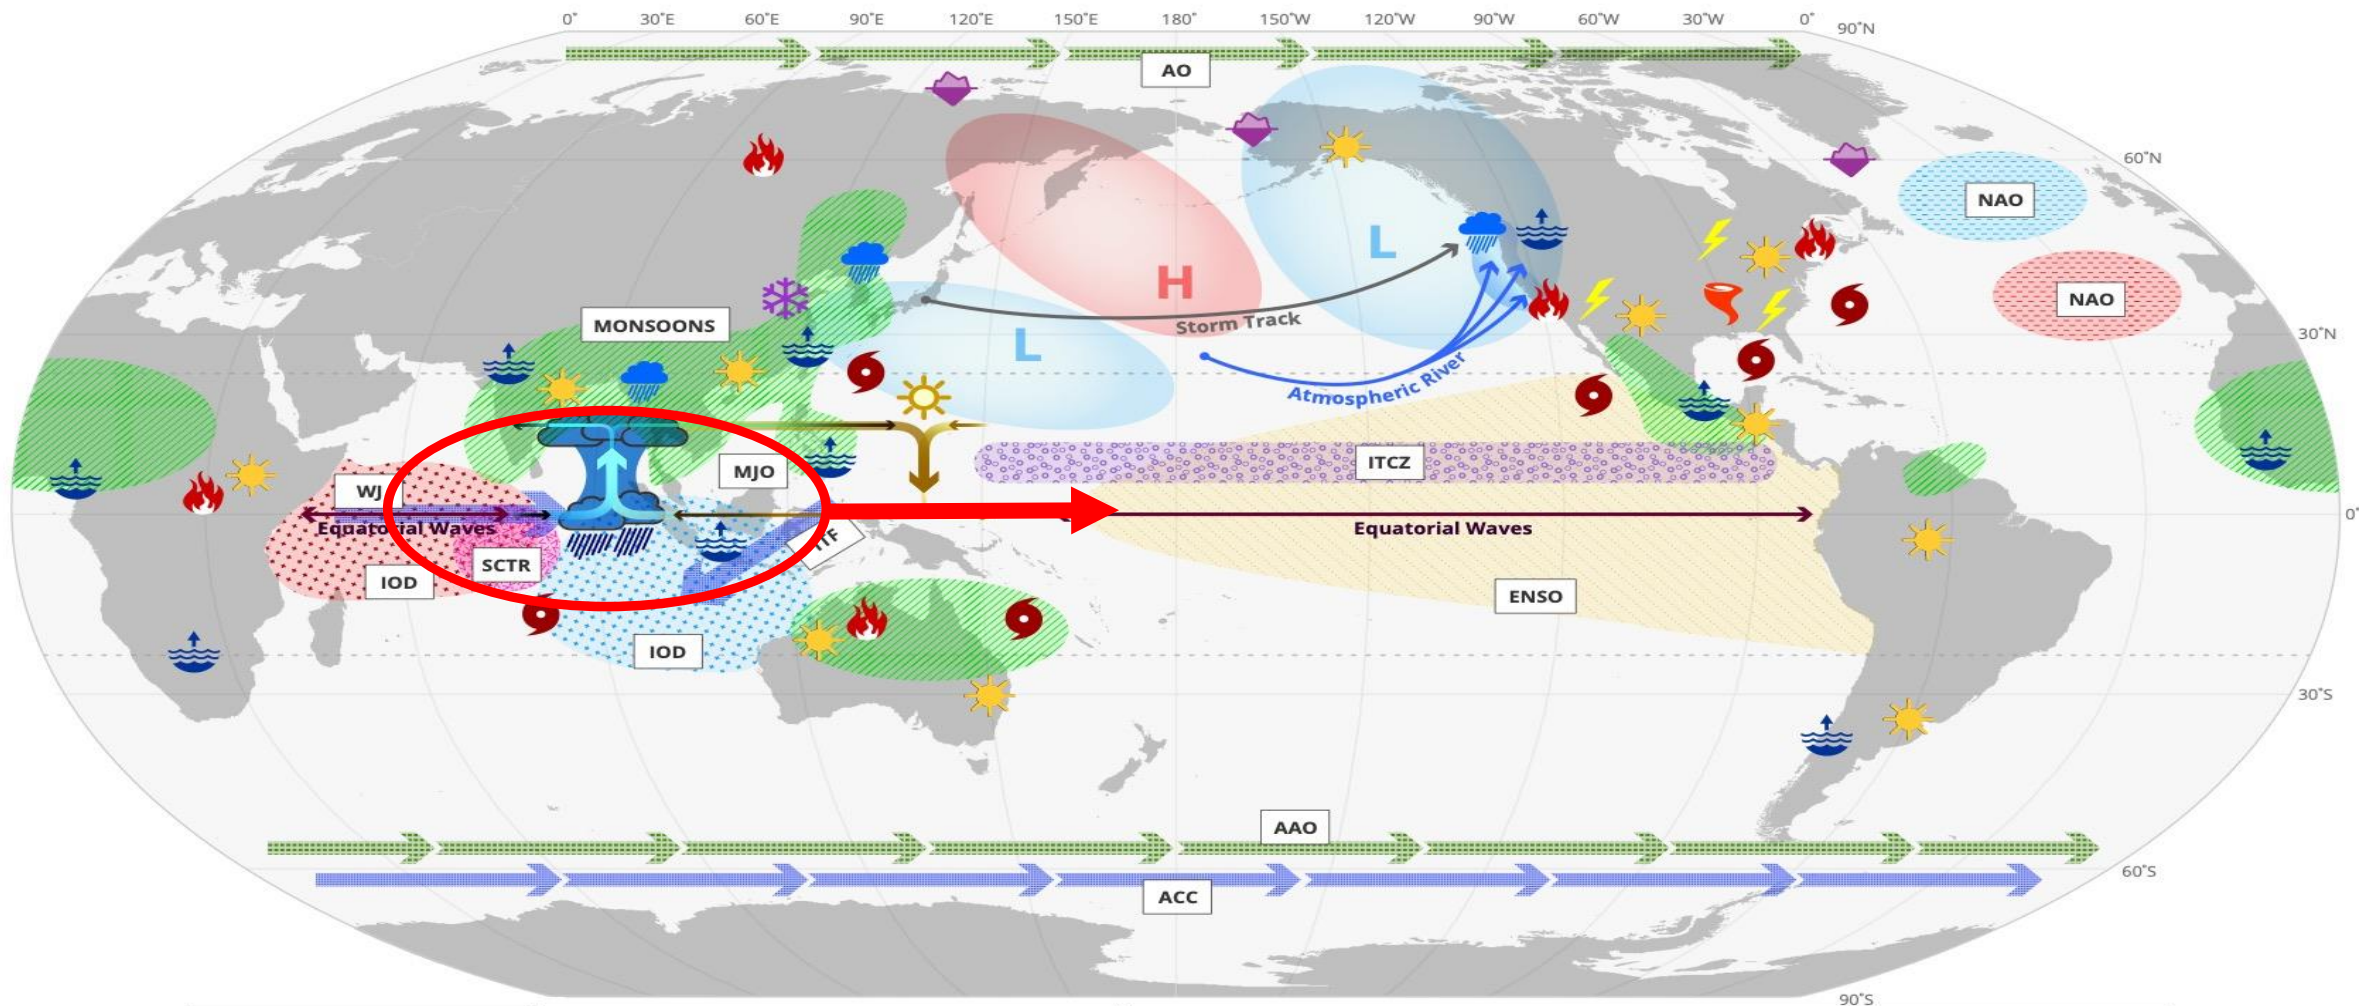 0° 30°E 60°E 90°E 120°E 150°E 180° 150°W 120°W 90°W 60°W 30°W 0°
90°N
AO
60°N
NAO
H
L
NAO
MONSOONS
Storm Track
30°N
L
Atmospheric River
MJO
ITCZ
WJ
0°
Equatorial Waves
Equatorial Waves
ITF
SCTR
IOD
ENSO
IOD
30°S
AAO
60°S
ACC
90°S